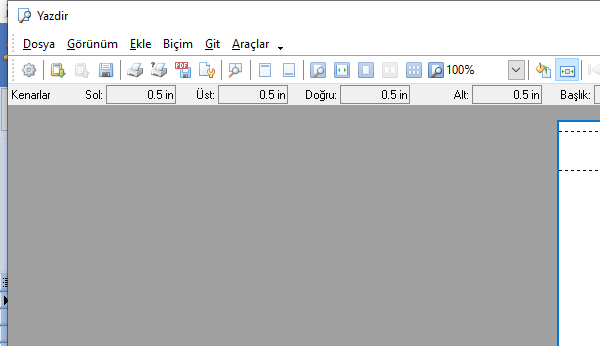 Yazdir
Dosya Görünüm Ekle Biçim Git Araçlar
PDF 100%
Kenarlar Sol: 0.5 in Üst: 0.5 in Doğru: 0.5 in Alt: 0.5 in Başlık: